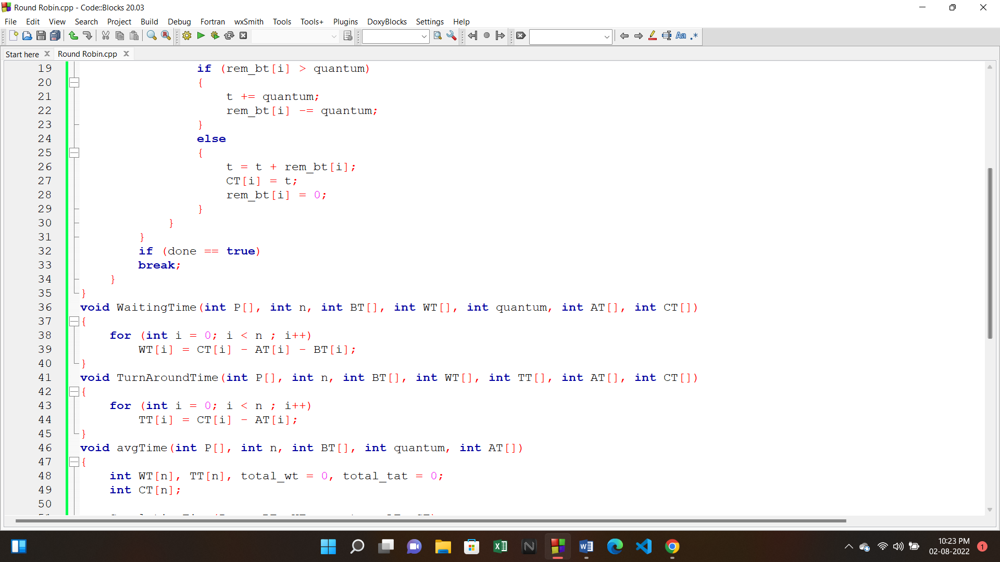 Round Robin.cpp - Code::Blocks 20.03
File Edit View Search Project Build Debug Fortran wxSmith Tools Tools+ Plugins DoxyBlocks Settings Help
Start here Round Robin.cpp
19 if (rem_bt[i] > quantum)
20 {
21 t += quantum;
22 rem_bt[i] -= quantum;
23 }
24 else
25 {
26 t = t + rem_bt[i];
27 CT[i] = t;
28 rem_bt[i] = 0;
29 }
30 }
31 }
32 if (done == true)
33 break;
34 }
35 }
36 void WaitingTime(int P[], int n, int BT[], int WT[], int quantum, int AT[], int CT[])
37 {
38 for (int i = 0; i < n ; i++)
39 WT[i] = CT[i] - AT[i] - BT[i];
40 }
41 void TurnAroundTime(int P[], int n, int BT[], int WT[], int TT[], int AT[], int CT[])
42 {
43 for (int i = 0; i < n ; i++)
44 TT[i] = CT[i] - AT[i];
45 }
46 void avgTime(int P[], int n, int BT[], int quantum, int AT[])
47 {
48 int WT[n], TT[n], total_wt = 0, total_tat = 0;
49 int CT[n];
50
10:23 PM
02-08-2022
1